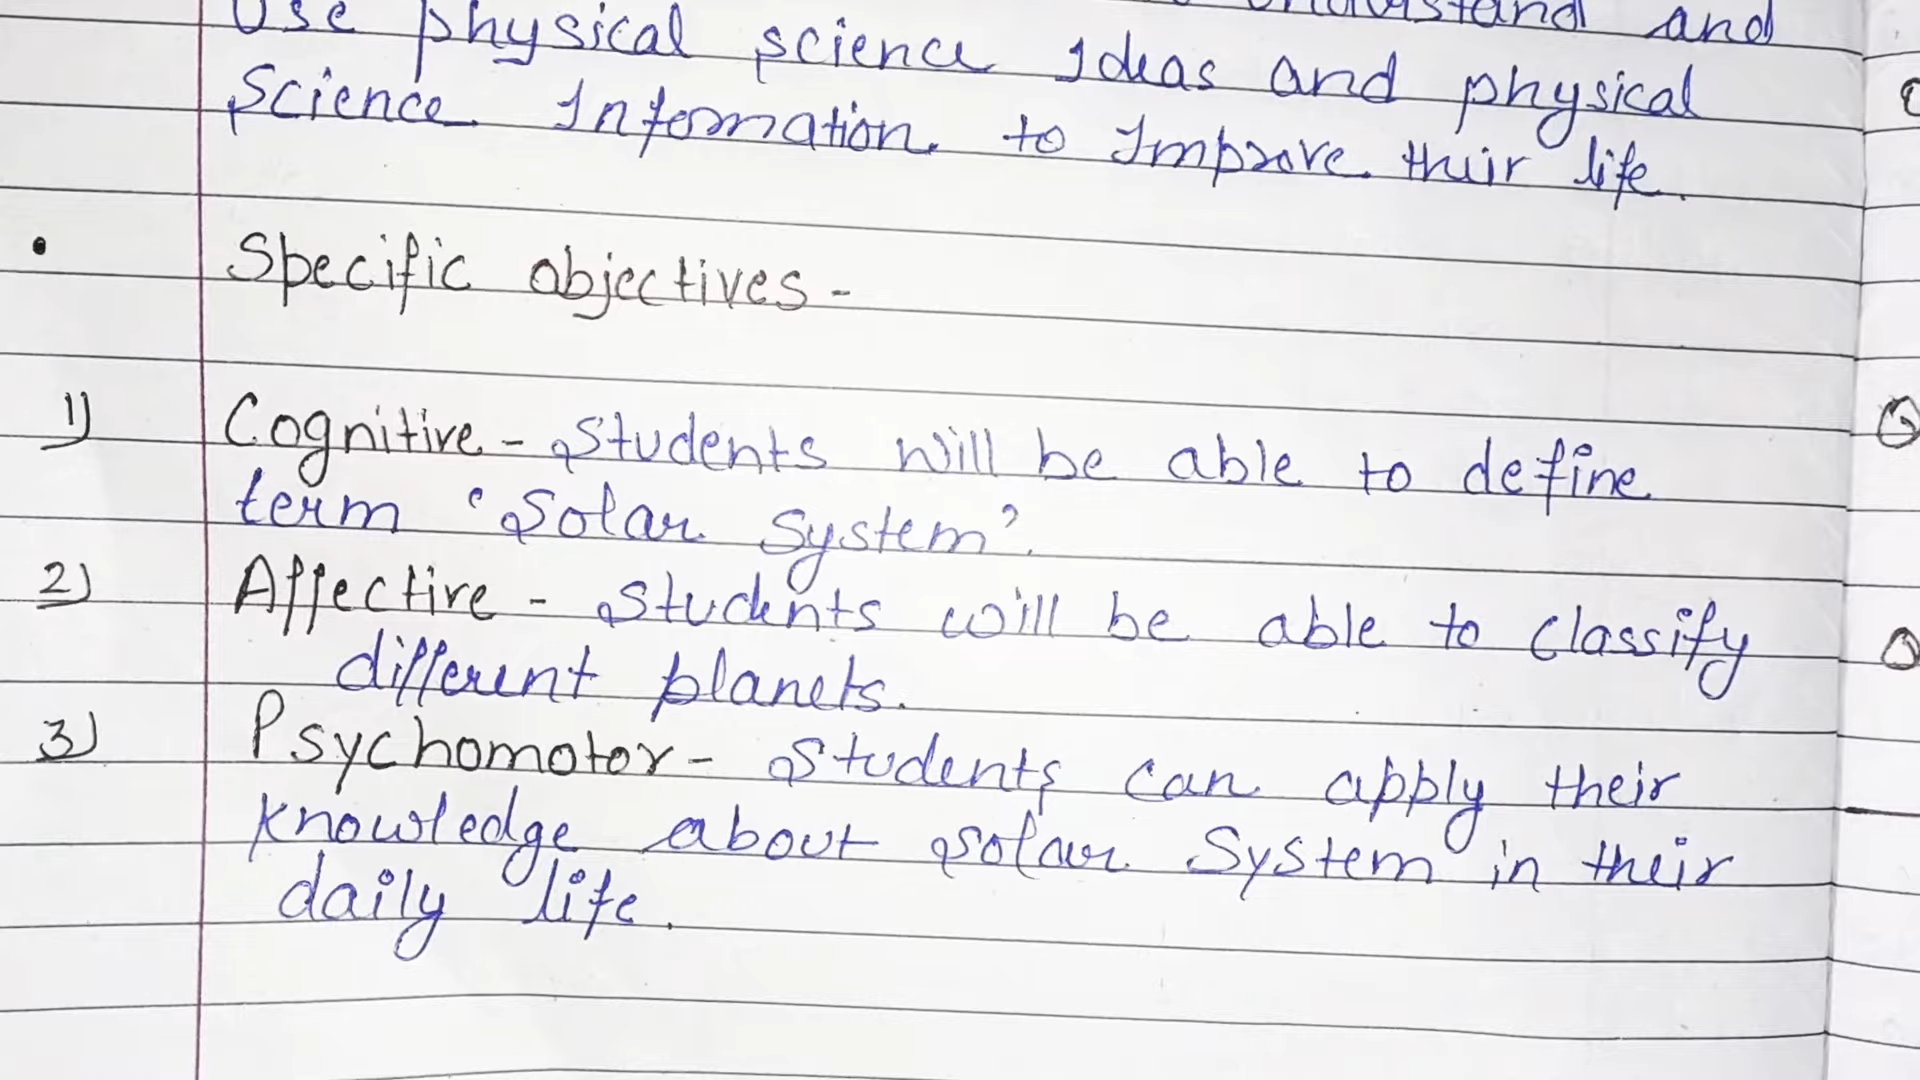 understand and
Use physical science Ideas and physical
Science Information to Improve their life.
• Specific objectives -
1) Cognitive - Students will be able to define
term 'Solar System'.
2) Affective - Students will be able to classify
different planets.
3) Psychomotor - Students can apply their
knowledge about solar System in their
daily life.